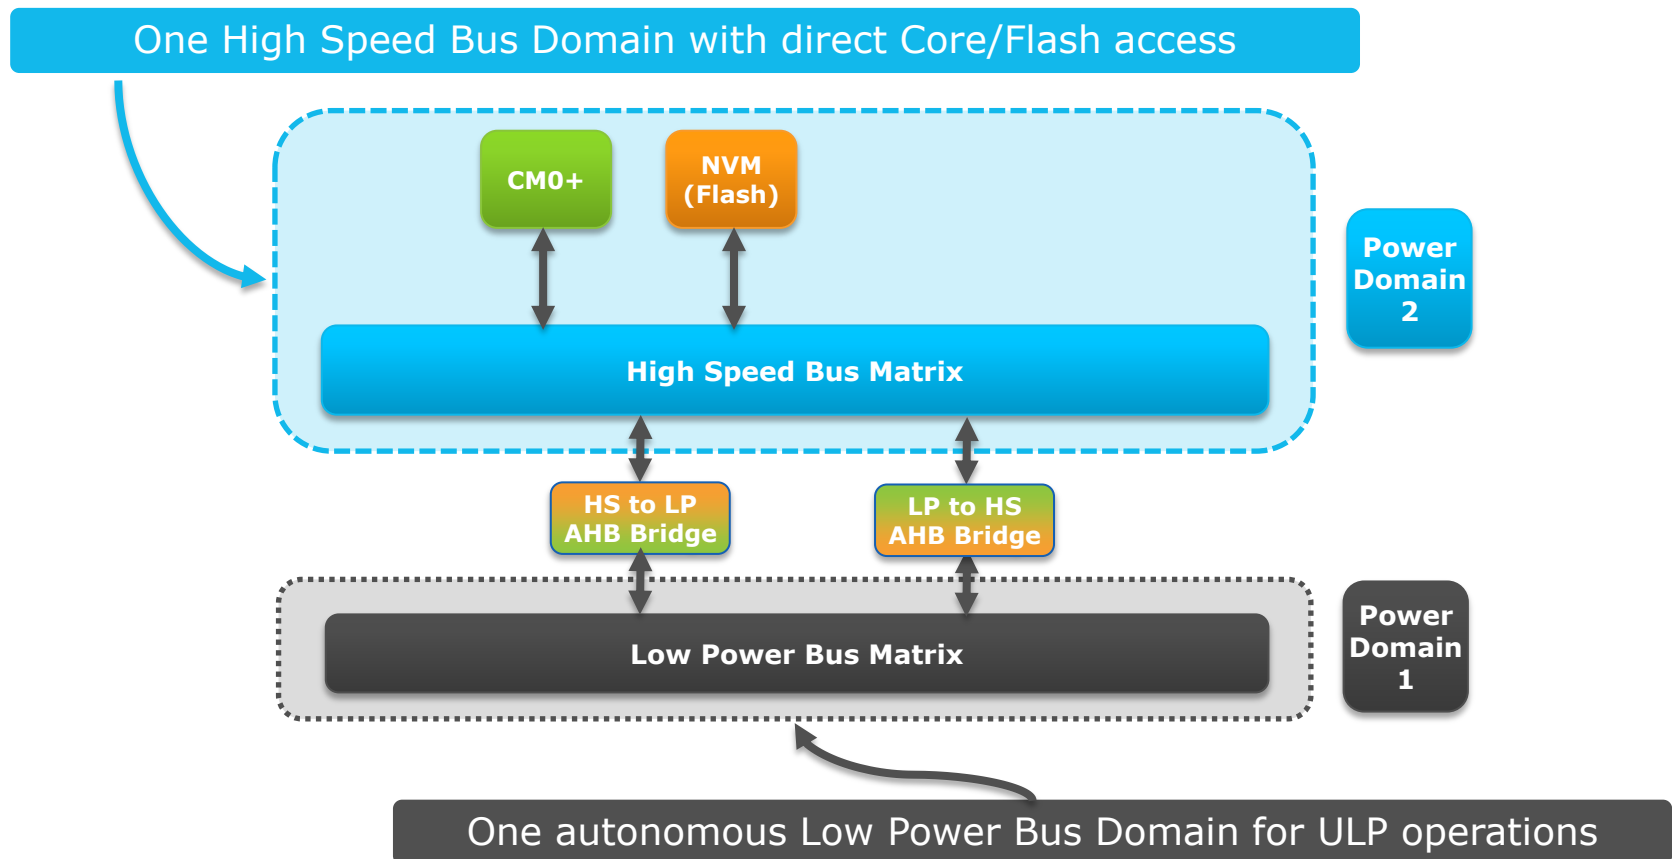 One High Speed Bus Domain with direct Core/Flash access
CM0+
NVM
(Flash)
Power
Domain
2
High Speed Bus Matrix
HS to LP
AHB Bridge
LP to HS
AHB Bridge
Power
Domain
1
Low Power Bus Matrix
One autonomous Low Power Bus Domain for ULP operations